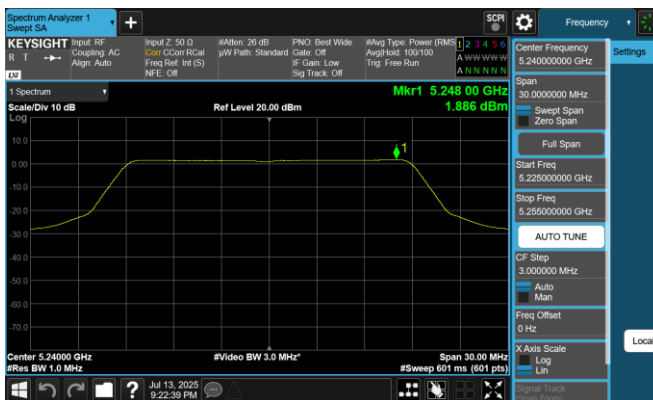 Spectrum Analyzer 1
Swept SA
SCPI
Frequency
KEYSIGHT
R T
LXI
Input: RF
Coupling: AC
Align: Auto
Input Z: 50 Ω
Corr CCorr RCal
Freq Ref: Int (S)
NFE: Off
#Atten: 26 dB
µW Path: Standard
PNO: Best Wide
Gate: Off
IF Gain: Low
Sig Track: Off
#Avg Type: Power (RMS)
Avg|Hold: 100/100
Trig: Free Run
1 2 3 4 5 6
A W W W W W
A N N N N N
1 Spectrum
Mkr1 5.248 00 GHz
Scale/Div 10 dB
Ref Level 20.00 dBm
1.886 dBm
Log
10.0
0.00
-10.0
-20.0
-30.0
-40.0
-50.0
-60.0
-70.0
1
Center 5.24000 GHz
#Video BW 3.0 MHz*
Span 30.00 MHz
#Res BW 1.0 MHz
#Sweep 601 ms (601 pts)
Jul 13, 2025
9:22:39 PM
?
Center Frequency
5.240000000 GHz
Settings
Span
30.0000000 MHz
Swept Span
Zero Span
Full Span
Start Freq
5.225000000 GHz
Stop Freq
5.255000000 GHz
AUTO TUNE
CF Step
3.000000 MHz
Auto
Man
Freq Offset
0 Hz
Local
X Axis Scale
Log
Lin
Signal Track
(Span Zoom)